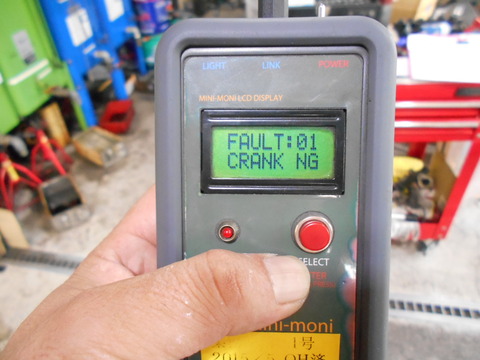 LIGHT LINK POWER
MINI-MONI LCD DISPLAY
FAULT:01
CRANK NG
SELECT
mini-moni
1号